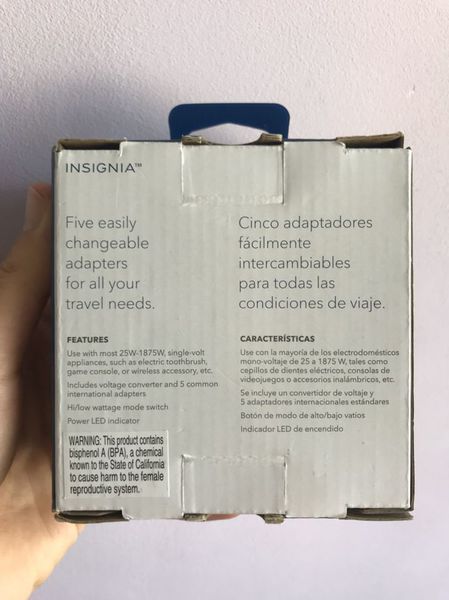 INSIGNIA™
Five easily
changeable
adapters
for all your
travel needs.
FEATURES
Use with most 25W-1875W, single-volt
appliances, such as electric toothbrush,
game console, or wireless accessory, etc.
Includes voltage converter and 5 common
international adapters
Hi/low wattage mode switch
Power LED indicator
WARNING: This product contains
bisphenol A (BPA), a chemical
known to the State of California
to cause harm to the female
reproductive system.
Cinco adaptadores
fácilmente
intercambiables
para todas las
condiciones de viaje.
CARACTERÍSTICAS
Use con la mayoría de los electrodomésticos
mono-voltaje de 25 a 1875 W, tales como
cepillos de dientes eléctricos, consolas de
videojuegos o accesorios inalámbricos, etc.
Se incluye un convertidor de voltaje y
5 adaptadores internacionales estándares
Botón de modo de alto/bajo vatios
Indicador LED de encendido